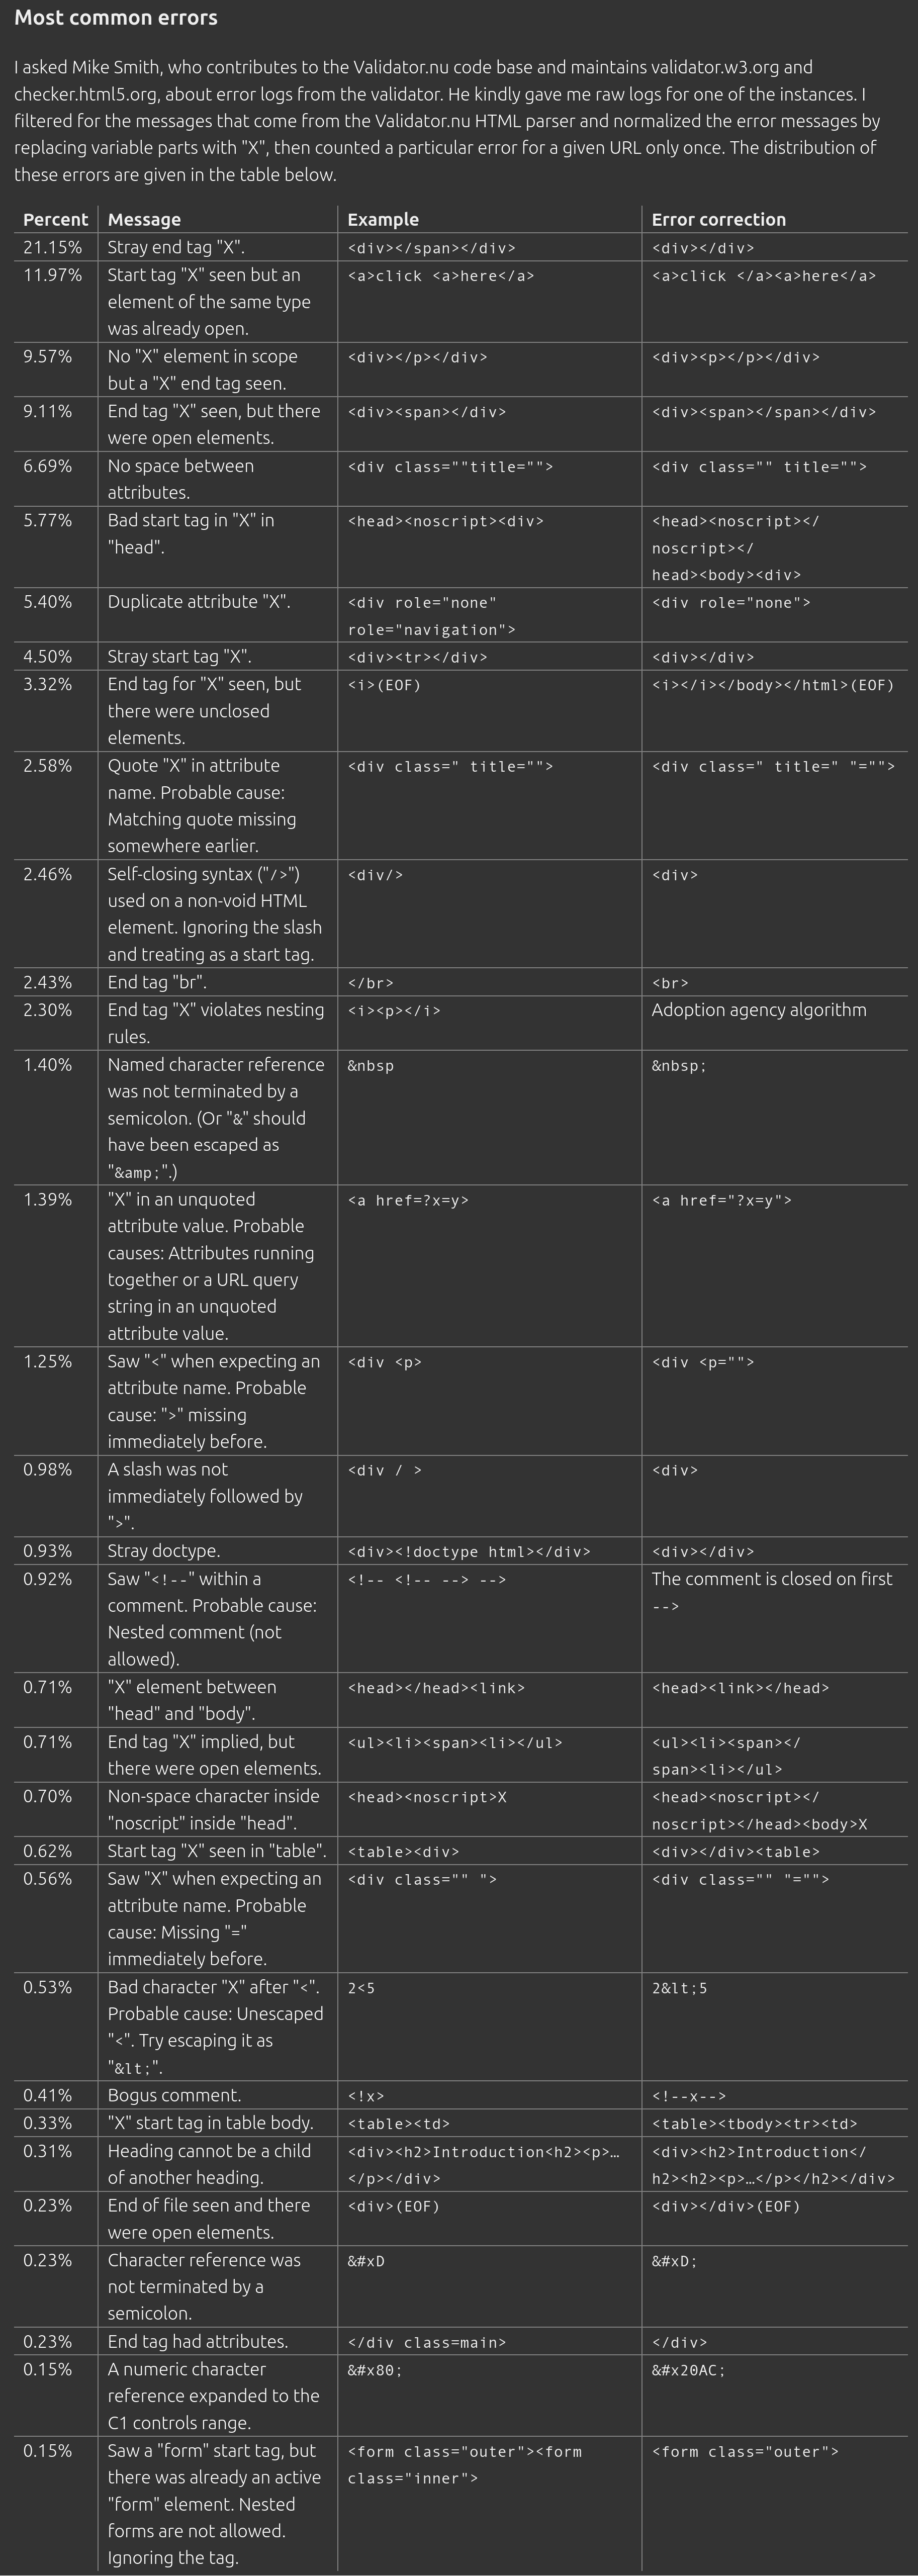 Most common errors
I asked Mike Smith, who contributes to the Validator.nu code base and maintains validator.w3.org and
checker.html5.org, about error logs from the validator. He kindly gave me raw logs for one of the instances. I
filtered for the messages that come from the Validator.nu HTML parser and normalized the error messages by
replacing variable parts with "X", then counted a particular error for a given URL only once. The distribution of
these errors are given in the table below.
Percent Message Example Error correction
21.15% Stray end tag "X". <div></span></div> <div></div>
11.97% Start tag "X" seen but an <a>click <a>here</a> <a>click </a><a>here</a>
element of the same type
was already open.
9.57% No "X" element in scope <div></p></div> <div><p></p></div>
but a "X" end tag seen.
9.11% End tag "X" seen, but there <div><span></div> <div><span></span></div>
were open elements.
6.69% No space between <div class=""title=""> <div class="" title="">
attributes.
5.77% Bad start tag in "X" in <head><noscript><div> <head><noscript></
"head". noscript></
head><body><div>
5.40% Duplicate attribute "X". <div role="none" <div role="none">
role="navigation">
4.50% Stray start tag "X". <div><tr></div> <div></div>
3.32% End tag for "X" seen, but <i>(EOF) <i></i></body></html>(EOF)
there were unclosed
elements.
2.58% Quote "X" in attribute <div class=" title=""> <div class=" title=" "="">
name. Probable cause:
Matching quote missing
somewhere earlier.
2.46% Self-closing syntax ("/>") <div/> <div>
used on a non-void HTML
element. Ignoring the slash
and treating as a start tag.
2.43% End tag "br". </br> <br>
2.30% End tag "X" violates nesting <i><p></i> Adoption agency algorithm
rules.
1.40% Named character reference &nbsp &nbsp;
was not terminated by a
semicolon. (Or "&" should
have been escaped as
"&amp;".)
1.39% "X" in an unquoted <a href=?x=y> <a href="?x=y">
attribute value. Probable
causes: Attributes running
together or a URL query
string in an unquoted
attribute value.
1.25% Saw "<" when expecting an <div <p> <div <p="">
attribute name. Probable
cause: ">" missing
immediately before.
0.98% A slash was not <div / > <div>
immediately followed by
">".
0.93% Stray doctype. <div><!doctype html></div> <div></div>
0.92% Saw "<!--" within a <!-- <!-- --> --> The comment is closed on first
comment. Probable cause: -->
Nested comment (not
allowed).
0.71% "X" element between <head></head><link> <head><link></head>
"head" and "body".
0.71% End tag "X" implied, but <ul><li><span><li></ul> <ul><li><span></
there were open elements. span><li></ul>
0.70% Non-space character inside <head><noscript>X <head><noscript></
"noscript" inside "head". noscript></head><body>X
0.62% Start tag "X" seen in "table". <table><div> <div></div><table>
0.56% Saw "X" when expecting an <div class="" "> <div class="" "="">
attribute name. Probable
cause: Missing "="
immediately before.
0.53% Bad character "X" after "<". 2<5 2&lt;5
Probable cause: Unescaped
"<". Try escaping it as
"&lt;".
0.41% Bogus comment. <!x> <!--x-->
0.33% "X" start tag in table body. <table><td> <table><tbody><tr><td>
0.31% Heading cannot be a child <div><h2>Introduction<h2><p>… <div><h2>Introduction</
of another heading. </p></div> h2><h2><p>…</p></h2></div>
0.23% End of file seen and there <div>(EOF) <div></div>(EOF)
were open elements.
0.23% Character reference was &#xD &#xD;
not terminated by a
semicolon.
0.23% End tag had attributes. </div class=main> </div>
0.15% A numeric character &#x80; &#x20AC;
reference expanded to the
C1 controls range.
0.15% Saw a "form" start tag, but <form class="outer"><form <form class="outer">
there was already an active class="inner">
"form" element. Nested
forms are not allowed.
Ignoring the tag.